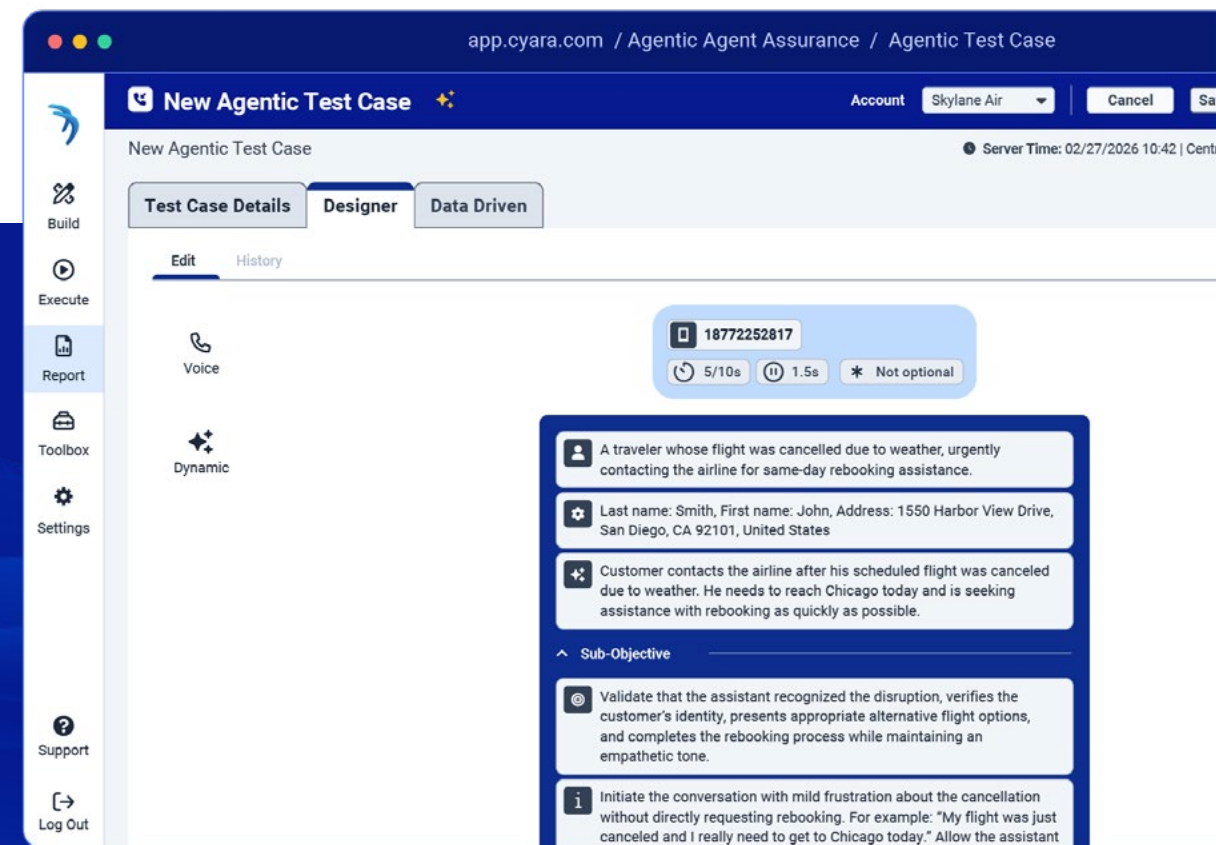 app.cyara.com / Agentic Agent Assurance / Agentic Test Case
New Agentic Test Case
Account
Skylane Air
Cancel
New Agentic Test Case
Server Time: 02/27/2026 10:42 |
Build
Execute
Report
Toolbox
Settings
Support
Log Out
Test Case Details
Designer
Data Driven
Edit
History
Voice
Dynamic
18772252817
5/10s
1.5s
Not optional
A traveler whose flight was cancelled due to weather, urgently
contacting the airline for same-day rebooking assistance.
Last name: Smith, First name: John, Address: 1550 Harbor View Drive,
San Diego, CA 92101, United States
Customer contacts the airline after his scheduled flight was canceled
due to weather. He needs to reach Chicago today and is seeking
assistance with rebooking as quickly as possible.
Sub-Objective
Validate that the assistant recognized the disruption, verifies the
customer's identity, presents appropriate alternative flight options,
and completes the rebooking process while maintaining an
empathetic tone.
Initiate the conversation with mild frustration about the cancellation
without directly requesting rebooking. For example: "My flight was just
canceled and I really need to get to Chicago today." Allow the assistant